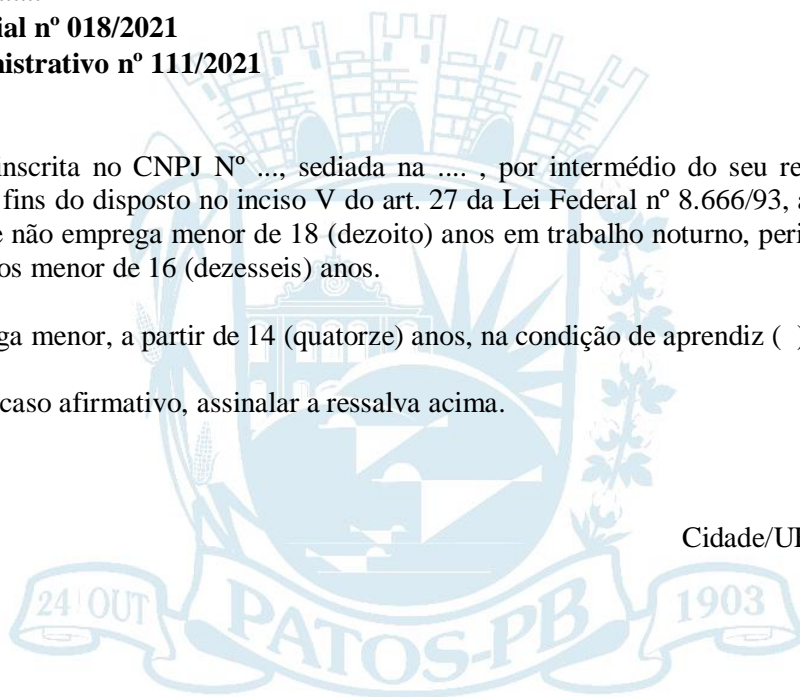 ial nº 018/2021
nistrativo nº 111/2021
inscrita no CNPJ Nº ..., sediada na .... , por intermédio do seu re
fins do disposto no inciso V do art. 27 da Lei Federal nº 8.666/93, a
e não emprega menor de 18 (dezoito) anos em trabalho noturno, peri
os menor de 16 (dezesseis) anos.
ga menor, a partir de 14 (quatorze) anos, na condição de aprendiz ( )
caso afirmativo, assinalar a ressalva acima.
Cidade/U
24 OUT PATOS-PB 1903